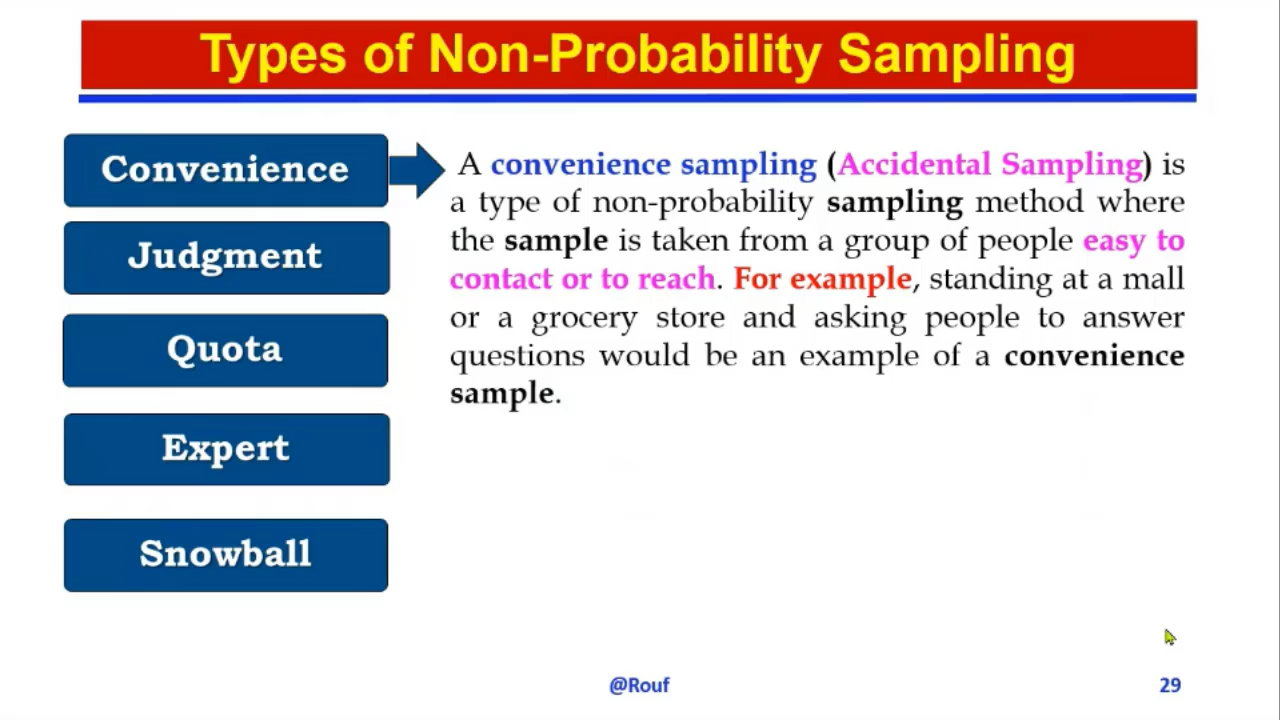 Types of Non-Probability Sampling
Convenience
Judgment
Quota
Expert
Snowball
A convenience sampling (Accidental Sampling) is
a type of non-probability sampling method where
the sample is taken from a group of people easy to
contact or to reach. For example, standing at a mall
or a grocery store and asking people to answer
questions would be an example of a convenience
sample.
@Rouf
29